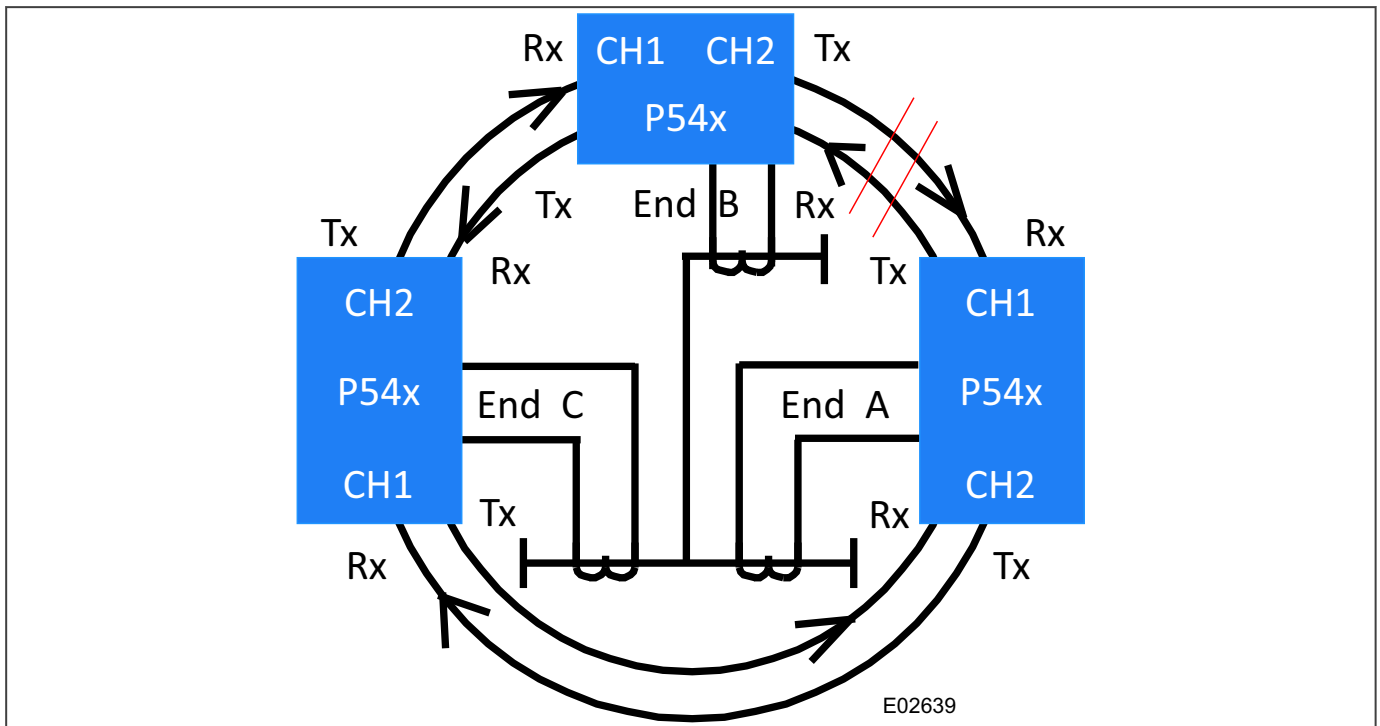 Rx CH1 CH2 Tx
P54x
Tx End B Rx
Tx Rx Tx Rx
CH2 CH1
P54x End C End A P54x
CH1 CH2
Tx Rx
Rx Tx
E02639